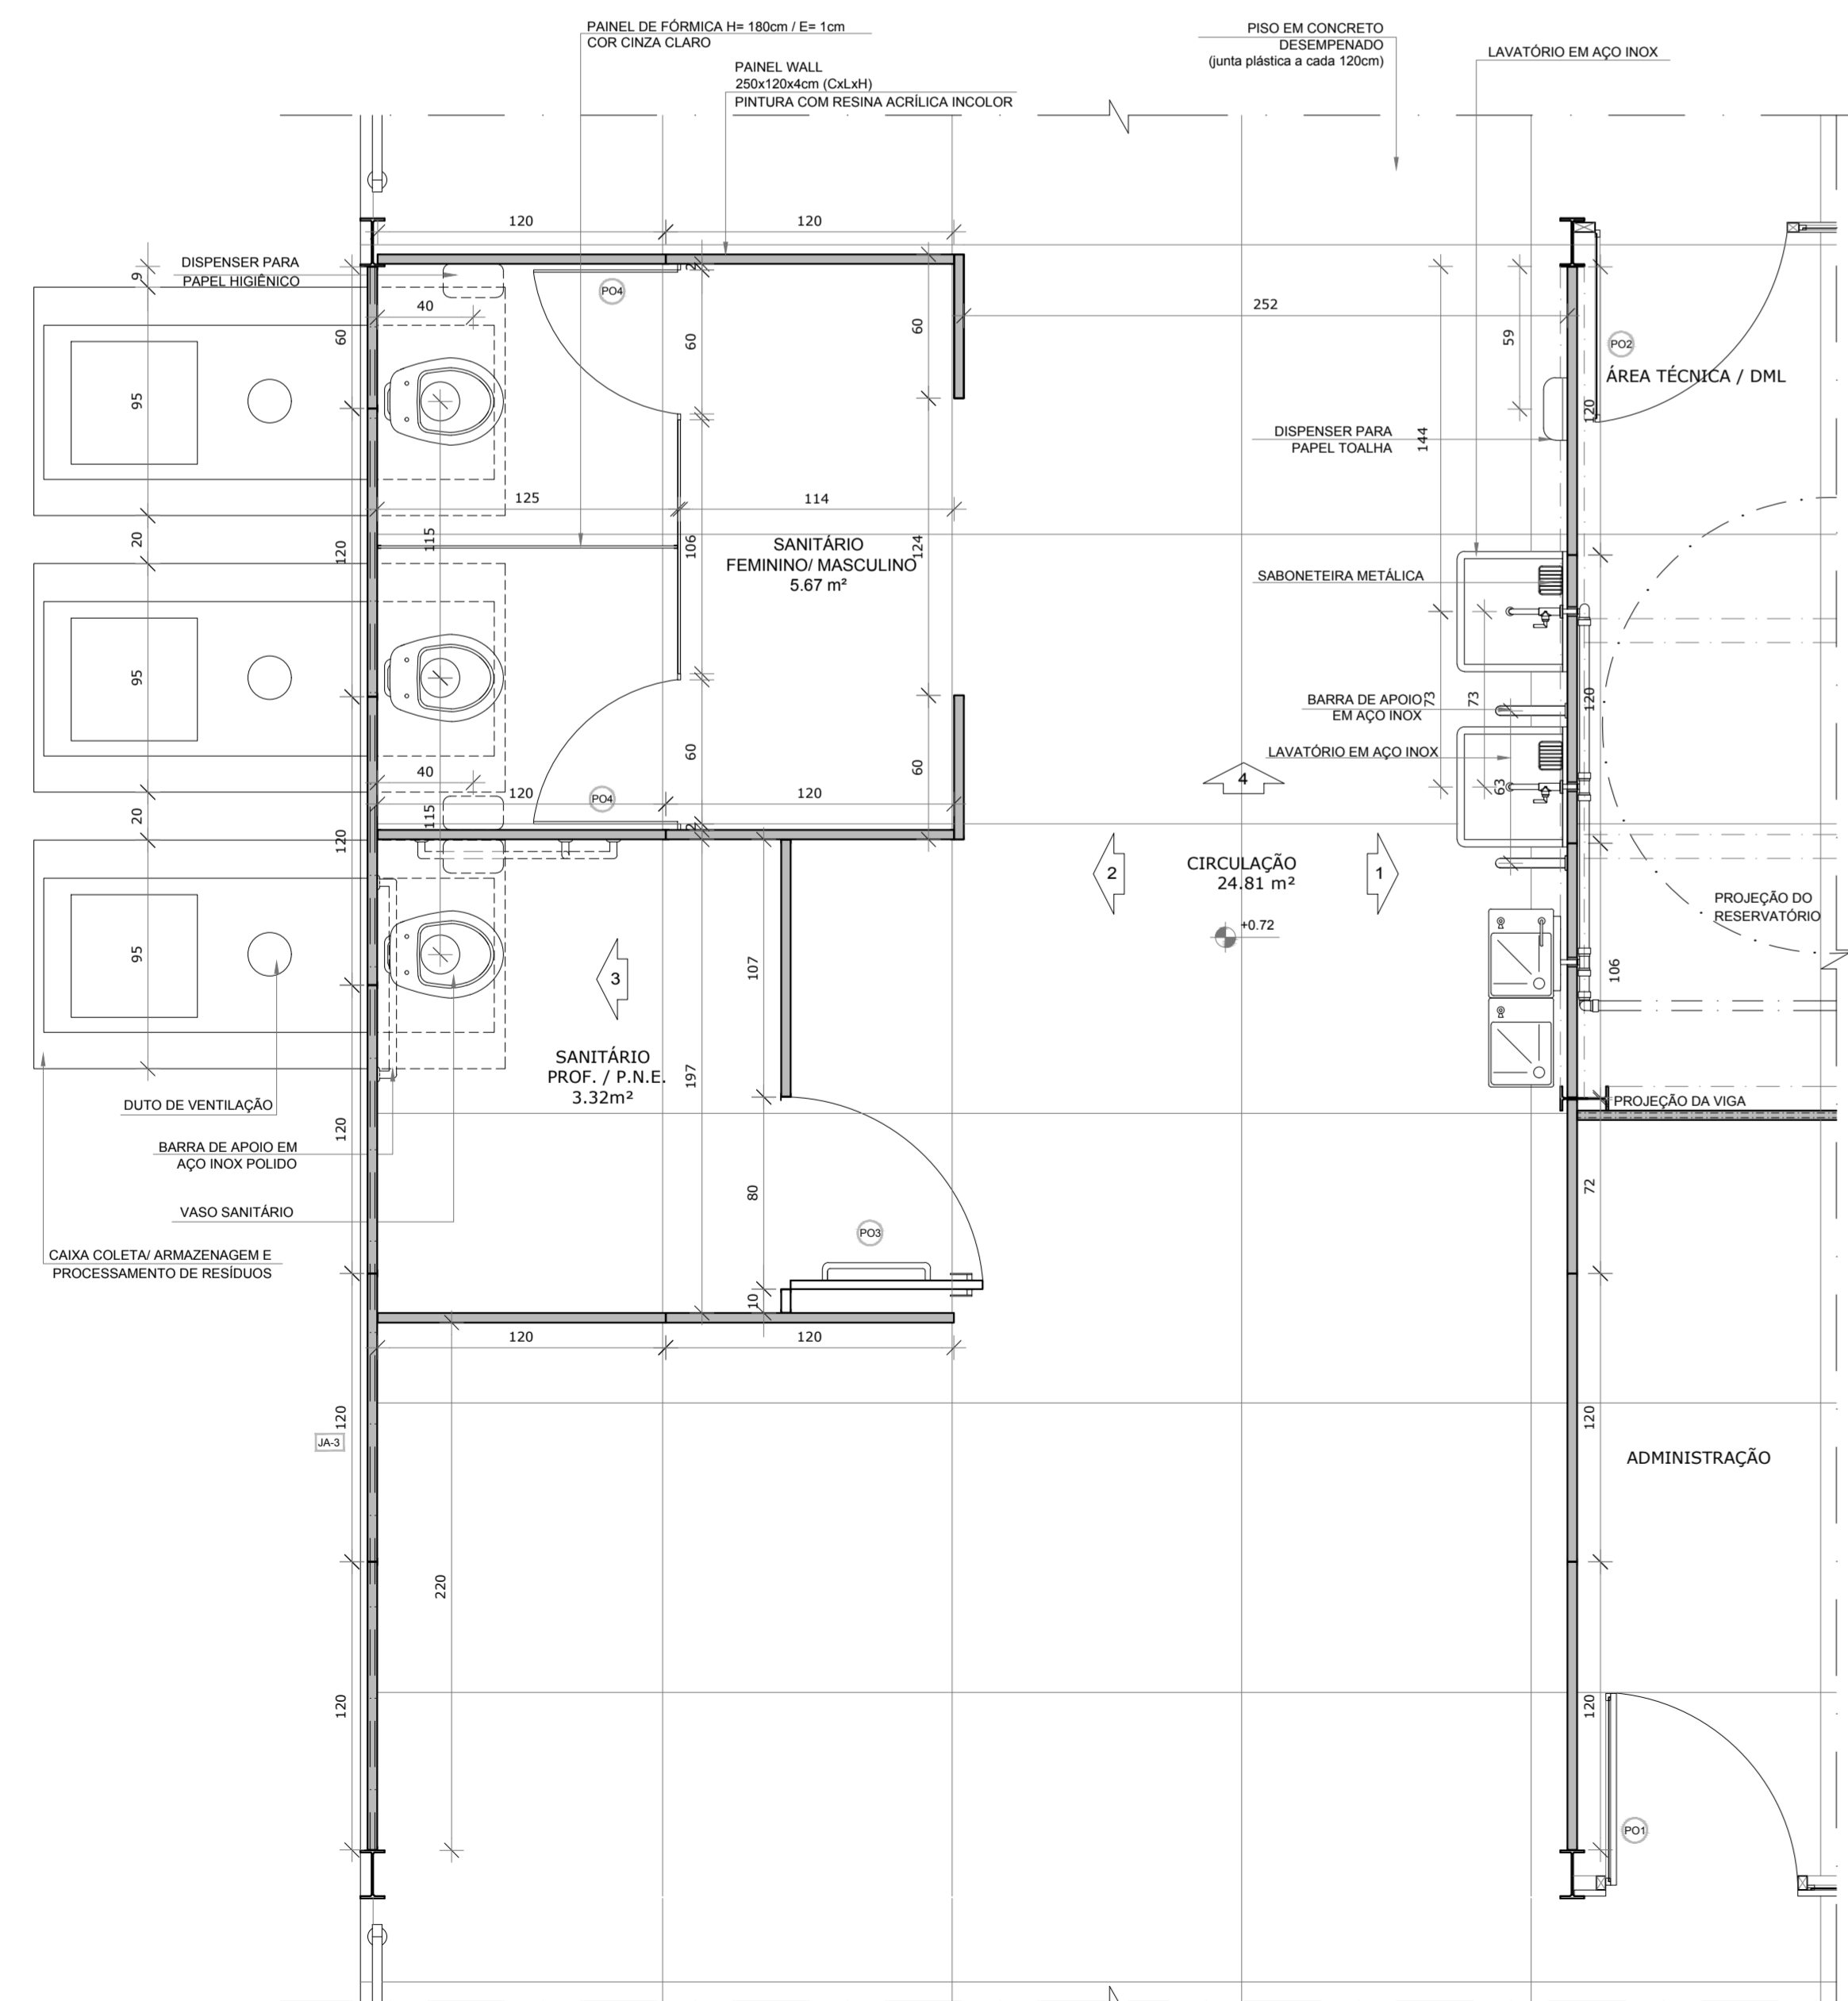 PAINEL DE FÓRMICA H= 180cm / E= 1cm
COR CINZA CLARO
PAINEL WALL
250x120x4cm (CxLxH)
PINTURA COM RESINA ACRÍLICA INCOLOR
PISO EM CONCRETO
DESEMPENADO
(junta plástica a cada 120cm)
LAVATÓRIO EM AÇO INOX
120
120
DISPENSER PARA
PAPEL HIGIÊNICO
9
60
40
PO4
2
60
60
252
59
PO2
ÁREA TÉCNICA / DML
95
120
DISPENSER PARA
PAPEL TOALHA
144
125
114
20
120
115
106
SANITÁRIO
FEMININO/ MASCULINO
5.67 m²
124
SABONETEIRA METÁLICA
95
BARRA DE APOIO
EM AÇO INOX
73
73
120
LAVATÓRIO EM AÇO INOX
60
60
40
120
120
PO4
63
4
20
115
2
120
CIRCULAÇÃO
24.81 m²
2
1
+0.72
PROJEÇÃO DO
RESERVATÓRIO
95
3
107
106
SANITÁRIO
PROF. / P.N.E.
3.32m²
197
DUTO DE VENTILAÇÃO
PROJEÇÃO DA VIGA
120
BARRA DE APOIO EM
AÇO INOX POLIDO
80
72
VASO SANITÁRIO
PO3
CAIXA COLETA/ ARMAZENAGEM E
PROCESSAMENTO DE RESÍDUOS
10
120
120
120
JA-3
120
ADMINISTRAÇÃO
220
120
120
PO1